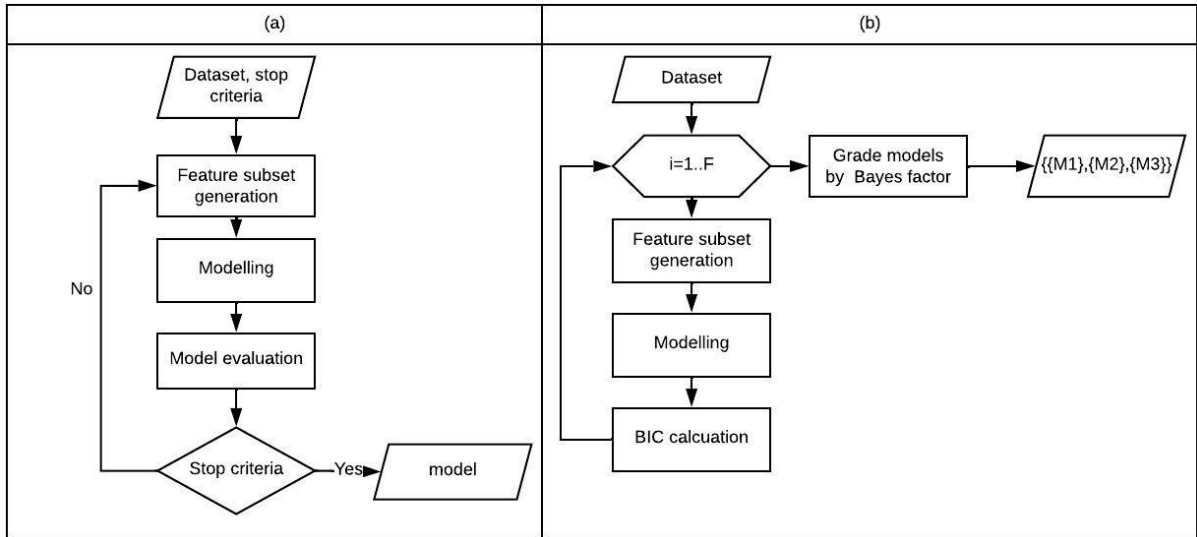 (a)
Dataset, stop
criteria
Feature subset
generation
Modelling
No
Model evaluation
Stop criteria
Yes
model
(b)
Dataset
i=1..F
Grade models
by Bayes factor
{{M1},{M2},{M3}}
Feature subset
generation
Modelling
BIC calcuation